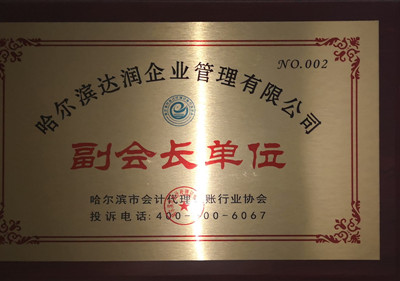 NO.002
哈尔滨达润企业管理有限公司
副会长单位
哈尔滨市会计代理记账行业协会
投诉电话:400-00-6067